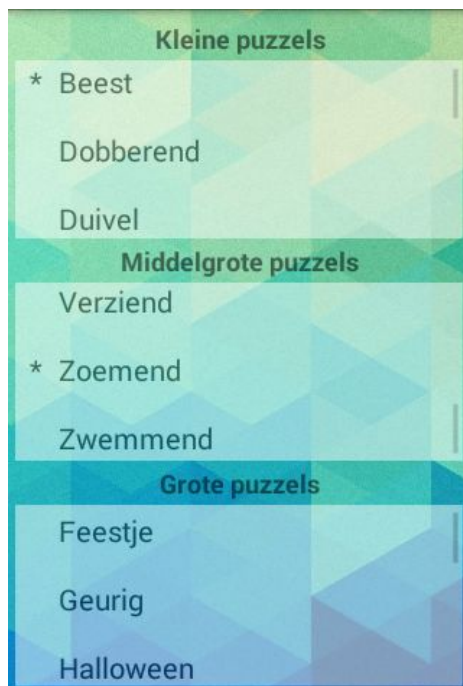 Kleine puzzels
* Beest
Dobberend
Duivel
Middelgrote puzzels
Verziend
* Zoemend
Zwemmend
Grote puzzels
Feestje
Geurig
Halloween